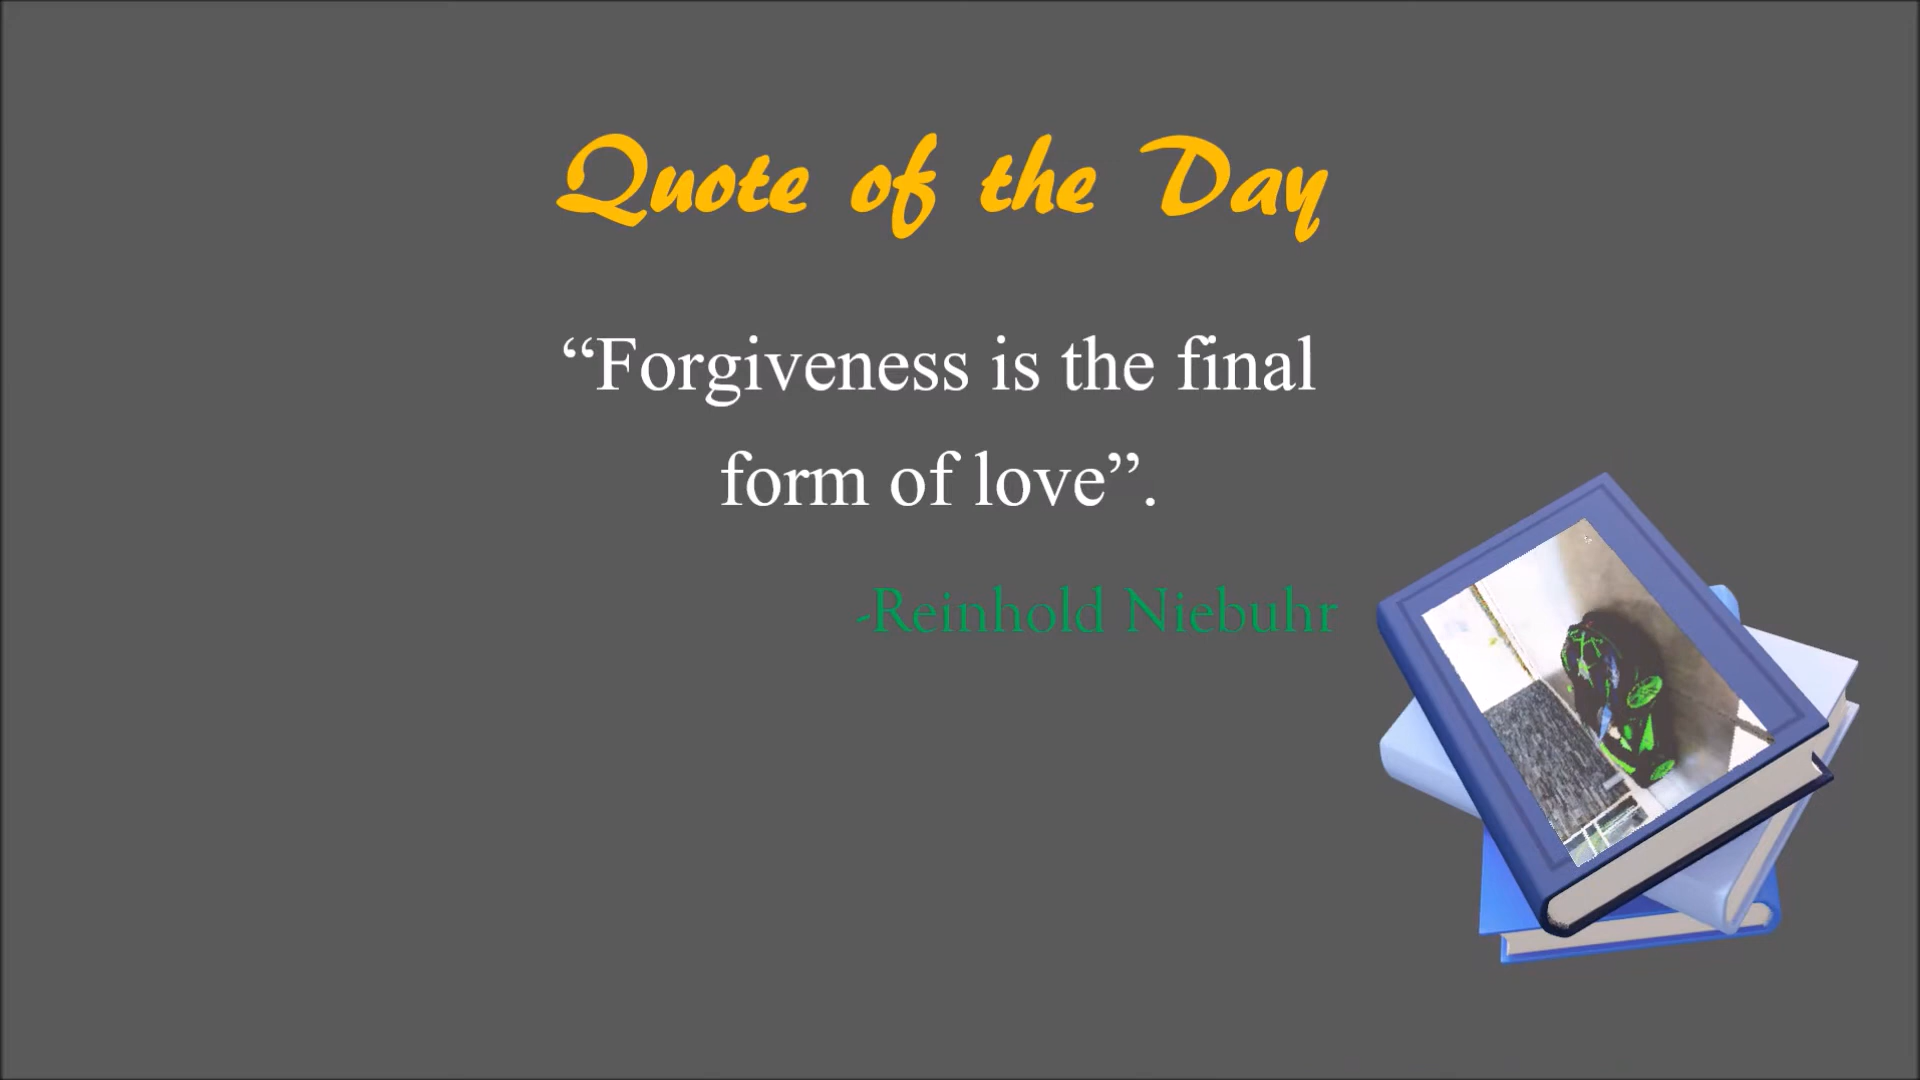 Quote of the Day
“Forgiveness is the final
form of love”.
-Reinhold Niebuhr